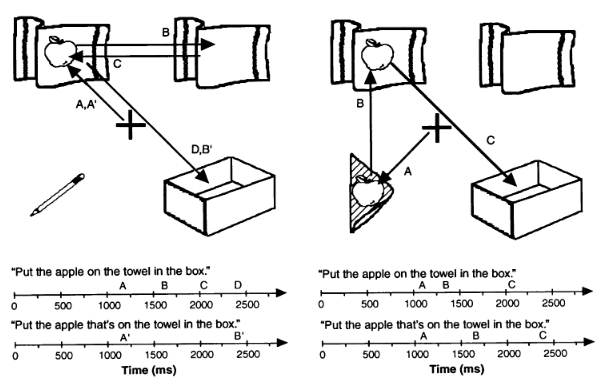 B
C
A,A'
D,B'
B
A
C
"Put the apple on the towel in the box."
A B C D
0 500 1000 1500 2000 2500
"Put the apple that's on the towel in the box."
A' B'
0 500 1000 1500 2000 2500
Time (ms)
"Put the apple on the towel in the box."
A B C
0 500 1000 1500 2000 2500
"Put the apple that's on the towel in the box."
A B C
0 500 1000 1500 2000 2500
Time (ms)